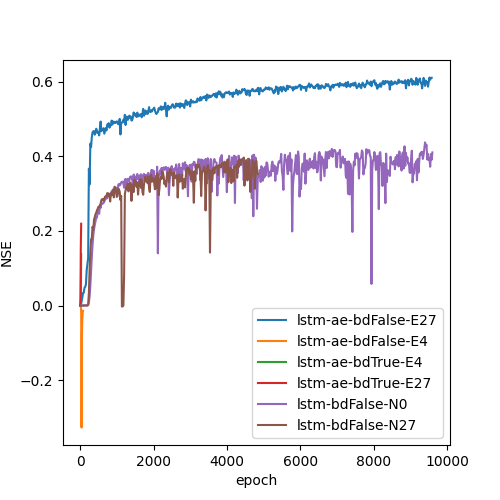 0.6
0.4
0.2
0.0
−0.2
NSE
0
2000
4000
6000
8000
10000
epoch
lstm-ae-bdFalse-E27
lstm-ae-bdFalse-E4
lstm-ae-bdTrue-E4
lstm-ae-bdTrue-E27
lstm-bdFalse-N0
lstm-bdFalse-N27